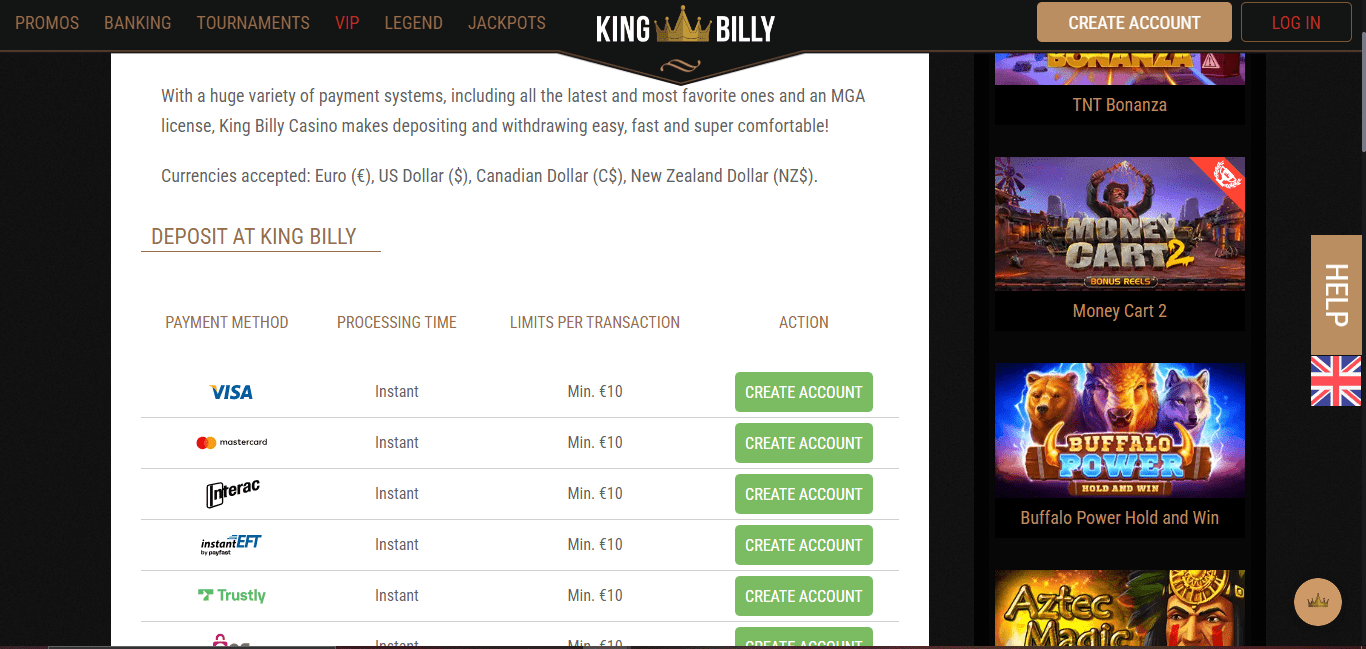 PROMOS BANKING TOURNAMENTS VIP LEGEND JACKPOTS KING BILLY CREATE ACCOUNT LOG IN
With a huge variety of payment systems, including all the latest and most favorite ones and an MGA
license, King Billy Casino makes depositing and withdrawing easy, fast and super comfortable!
Currencies accepted: Euro (€), US Dollar ($), Canadian Dollar (C$), New Zealand Dollar (NZ$).
DEPOSIT AT KING BILLY
PAYMENT METHOD PROCESSING TIME LIMITS PER TRANSACTION ACTION
VISA Instant Min. €10 CREATE ACCOUNT
mastercard Instant Min. €10 CREATE ACCOUNT
Interac Instant Min. €10 CREATE ACCOUNT
instantEFT Instant Min. €10 CREATE ACCOUNT
by payfast
Trustly Instant Min. €10 CREATE ACCOUNT
Instant Min. €10 CREATE ACCOUNT
BONANZA
TNT Bonanza
MONEY
CART 2
BONUS REELS
Money Cart 2
BUFFALO
POWER
HOLD AND WIN
Buffalo Power Hold and Win
Aztec
Magic
HELP